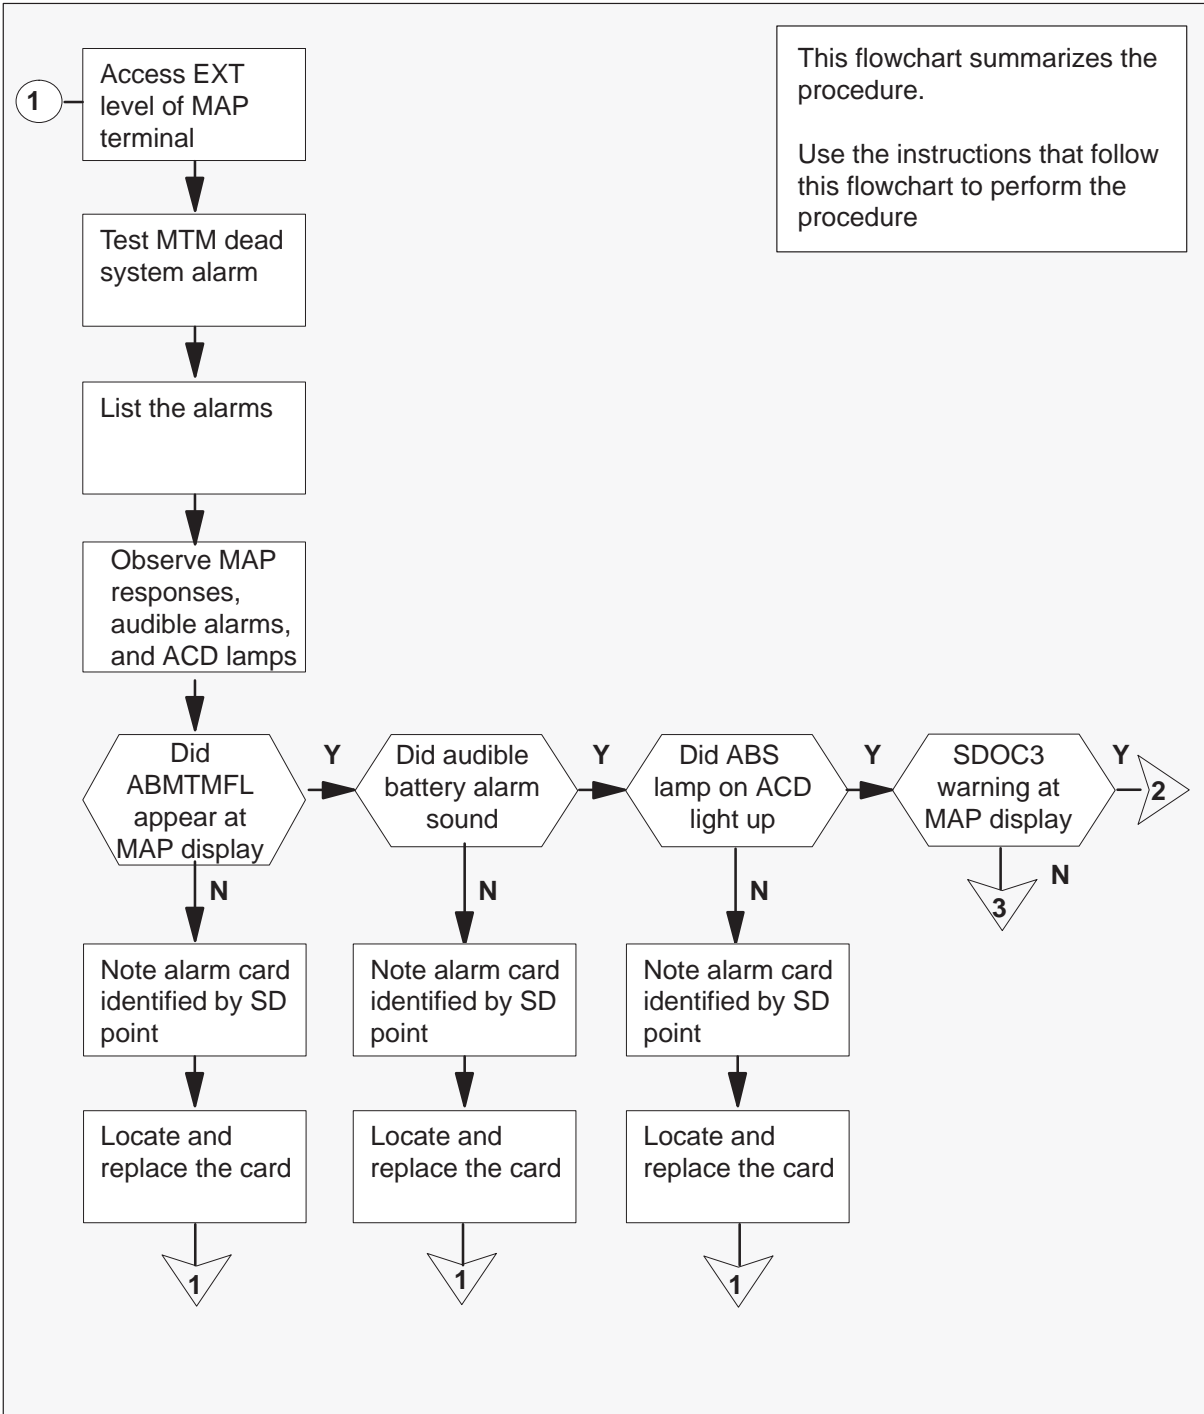 This flowchart summarizes the
procedure.
Use the instructions that follow
this flowchart to perform the
procedure
1
Access EXT
level of MAP
terminal
Test MTM dead
system alarm
List the alarms
Observe MAP
responses,
audible alarms,
and ACD lamps
Did
ABMTMFL
appear at
MAP display
Y
Did audible
battery alarm
sound
Y
Did ABS
lamp on ACD
light up
Y
SDOC3
warning at
MAP display
Y
2
N
N
N
N
3
Note alarm card
identified by SD
point
Note alarm card
identified by SD
point
Note alarm card
identified by SD
point
Locate and
replace the card
Locate and
replace the card
Locate and
replace the card
1
1
1